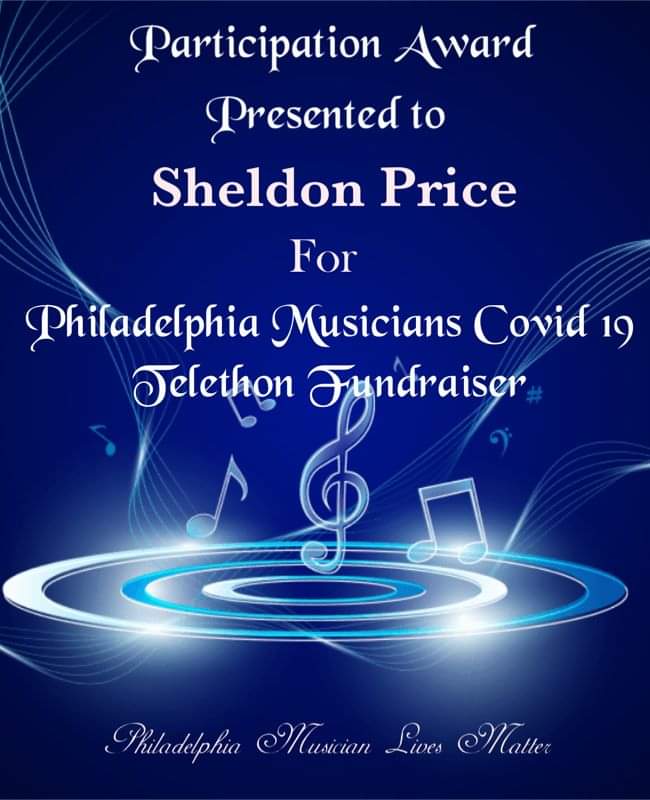 Participation Award
Presented to
Sheldon Price
For
Philadelphia Musicians Covid 19
Telethon Fundraiser
Philadelphia Musician Lives Matter